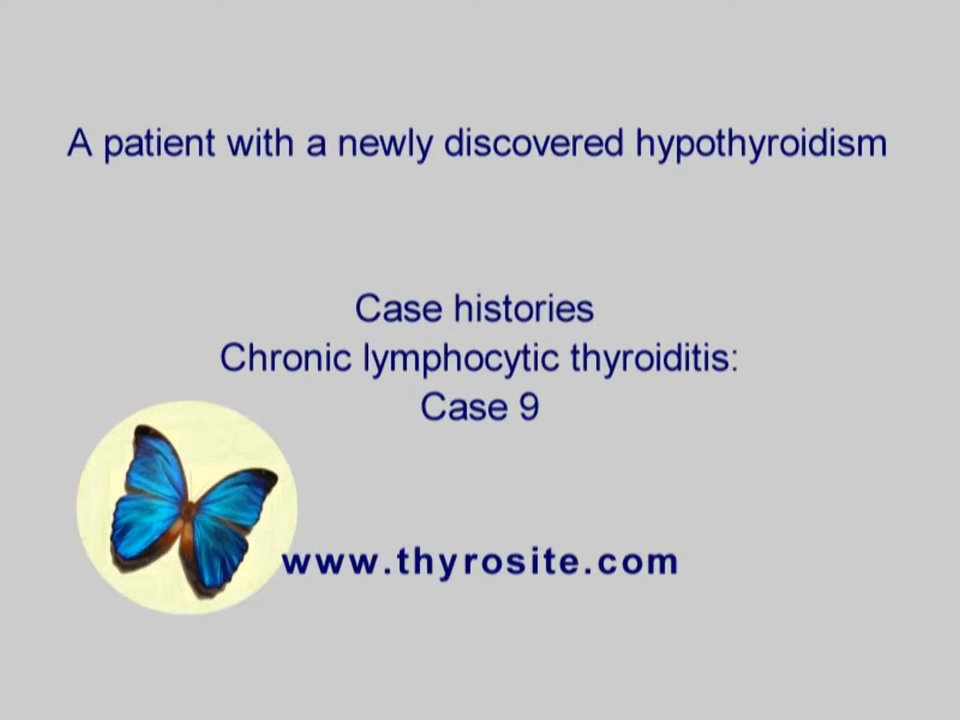 A patient with a newly discovered hypothyroidism
Case histories
Chronic lymphocytic thyroiditis:
Case 9
www.thyrosite.com